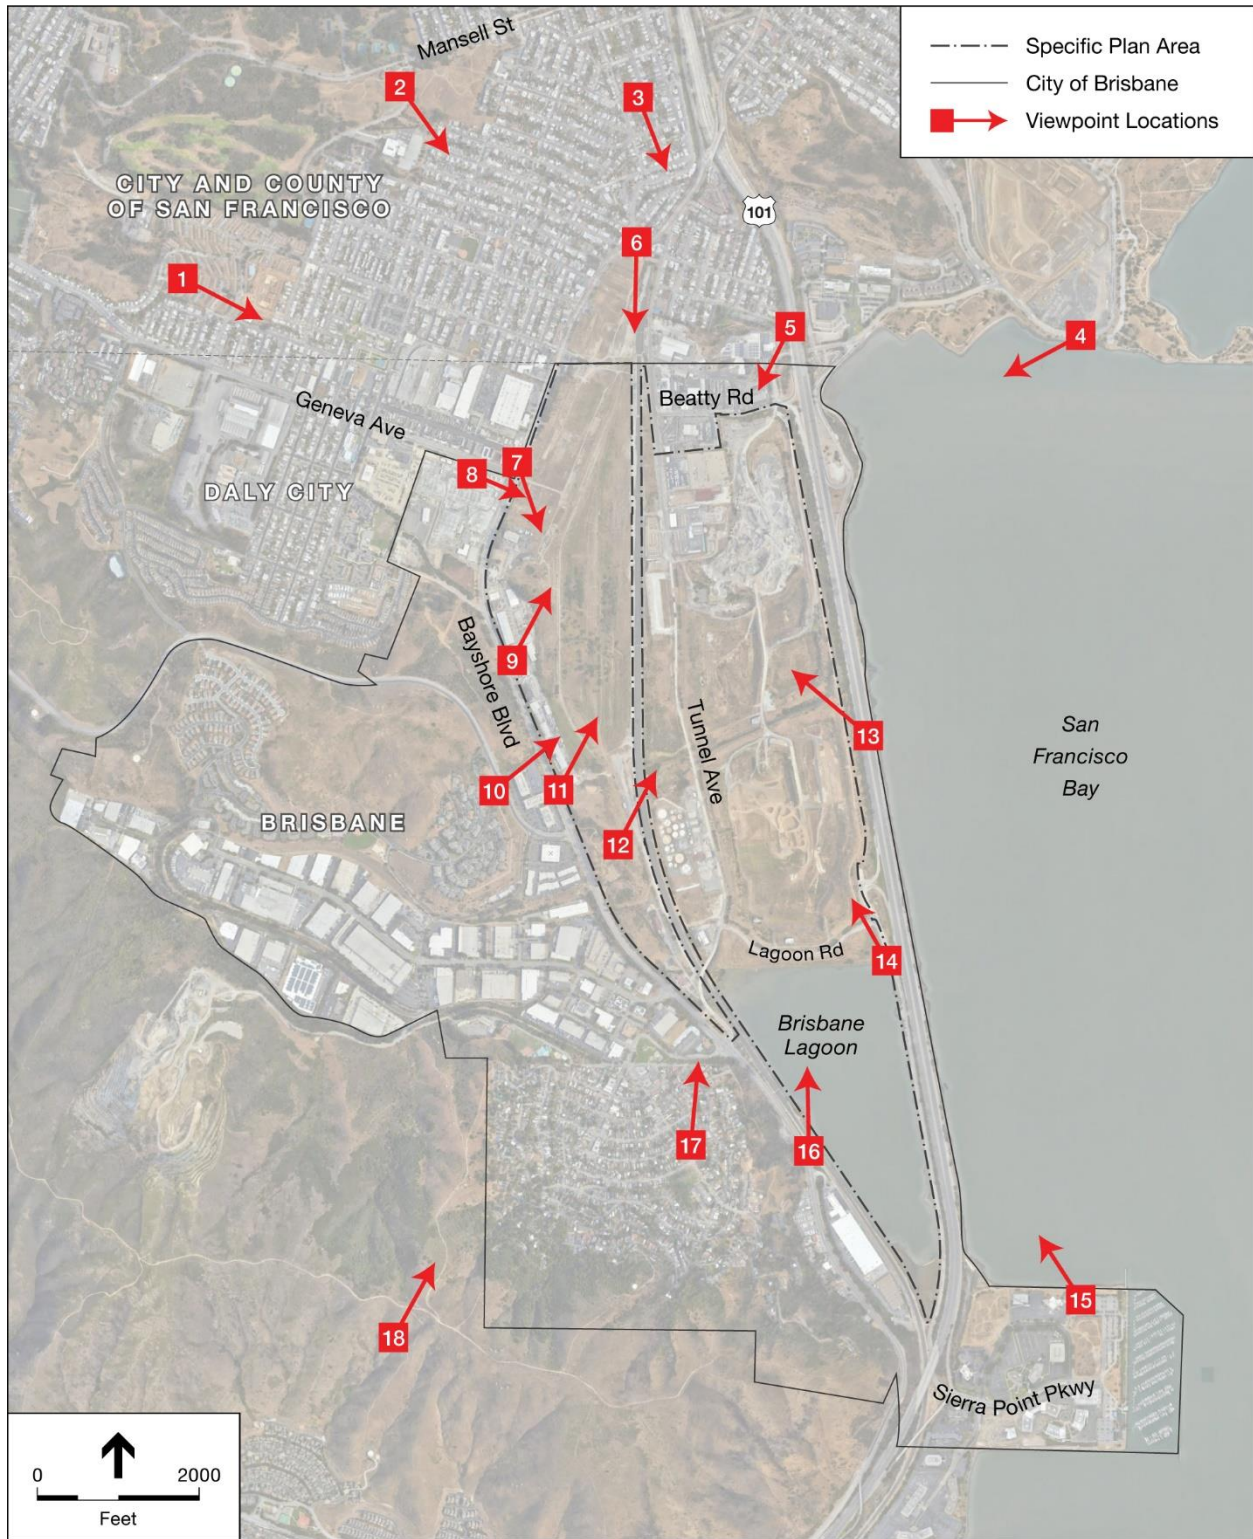 Mansell St
Specific Plan Area
City of Brisbane
Viewpoint Locations
2
3
CITY AND COUNTY
OF SAN FRANCISCO
101
6
1
5
4
Beatty Rd
Geneva Ave
7
8
DALY CITY
9
Bayshore Blvd
Tunnel Ave
13
San
Francisco
Bay
10
11
BRISBANE
12
Lagoon Rd
14
Brisbane
Lagoon
17
16
15
18
Sierra Point Pkwy
0
2000
Feet